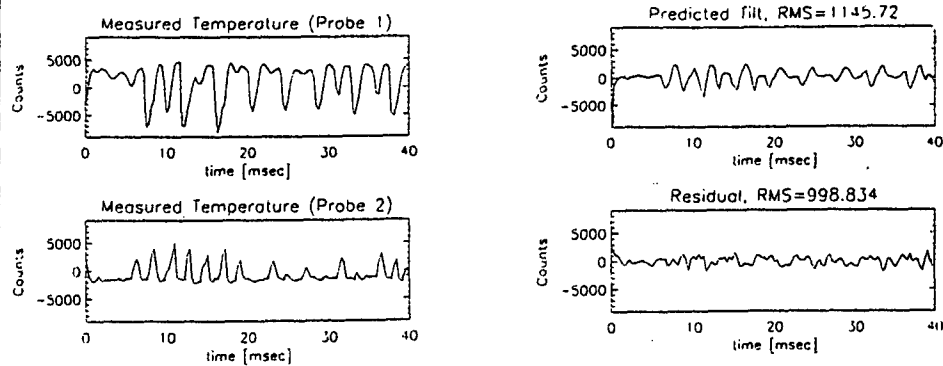 Measured Temperature (Probe 1)
Counts
5000
0
-5000
0 10 20 30 40
time [msec]
Predicted Tilt, RMS=1145.72
Counts
5000
0
-5000
0 10 20 30 40
time [msec]
Measured Temperature (Probe 2)
Counts
5000
0
-5000
0 10 20 30 40
time [msec]
Residual, RMS=998.834
Counts
5000
0
-5000
0 10 20 30 40
time [msec]